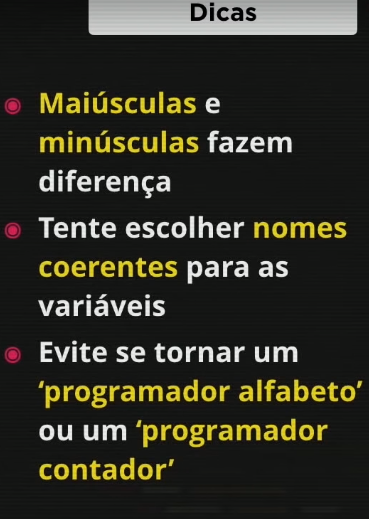 Dicas
Maiúsculas e
minúsculas fazem
diferença
Tente escolher nomes
coerentes para as
variáveis
Evite se tornar um
‘programador alfabeto’
ou um ‘programador
contador’